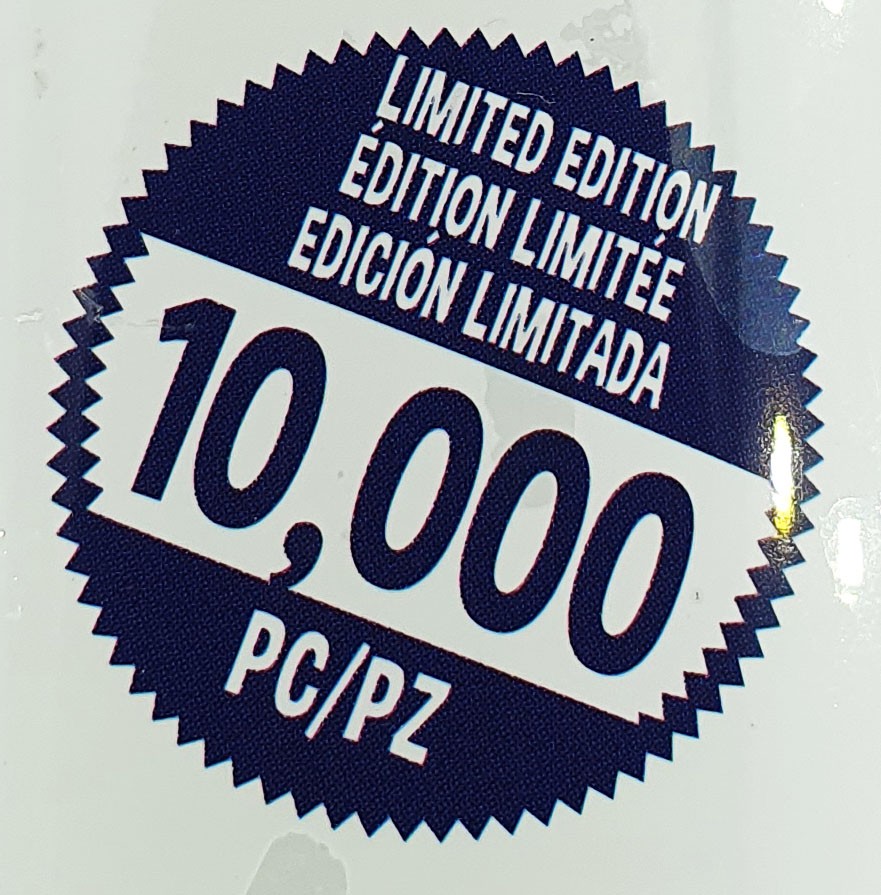 LIMITED EDITION
ÉDITION LIMITÉE
EDICIÓN LIMITADA
10,000
PC/PZ